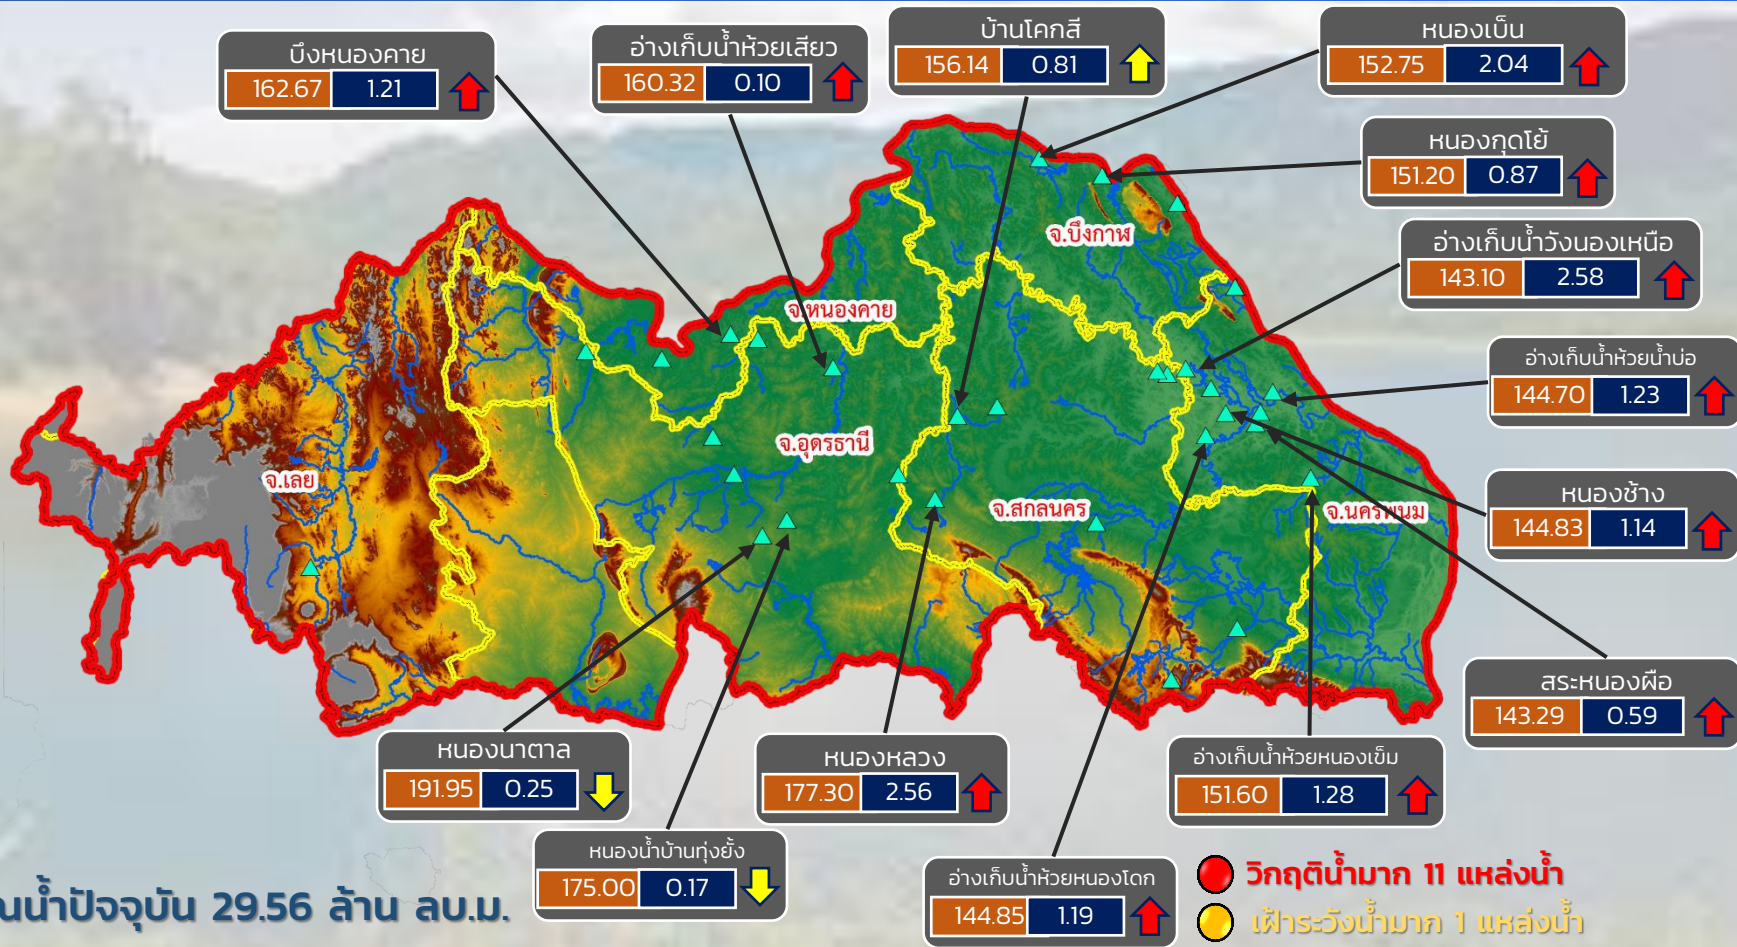 บึงหนองคาย
162.67 1.21
อ่างเก็บน้ำห้วยเสียว
160.32 0.10
บ้านโคกสี
156.14 0.81
หนองเบ็น
152.75 2.04
หนองกุดโย้
151.20 0.87
อ่างเก็บน้ำวังนองเหนือ
143.10 2.58
อ่างเก็บน้ำห้วยน้ำบ่อ
144.70 1.23
หนองช้าง
144.83 1.14
สระหนองผือ
143.29 0.59
จ.บึงกาฬ
จ.หนองคาย
จ.อุดรธานี
จ.เลย
จ.สกลนคร
จ.นครพนม
หนองนาตาล
191.95 0.25
หนองหลวง
177.30 2.56
อ่างเก็บน้ำห้วยหนองเข็ม
151.60 1.28
หนองน้ำบ้านทุ่งยั้ง
175.00 0.17
อ่างเก็บน้ำห้วยหนองโดก
144.85 1.19
ณน้ำปัจจุบัน 29.56 ล้าน ลบ.ม.
วิกฤติน้ำมาก 11 แหล่งน้ำ
เฝ้าระวังน้ำมาก 1 แหล่งน้ำ